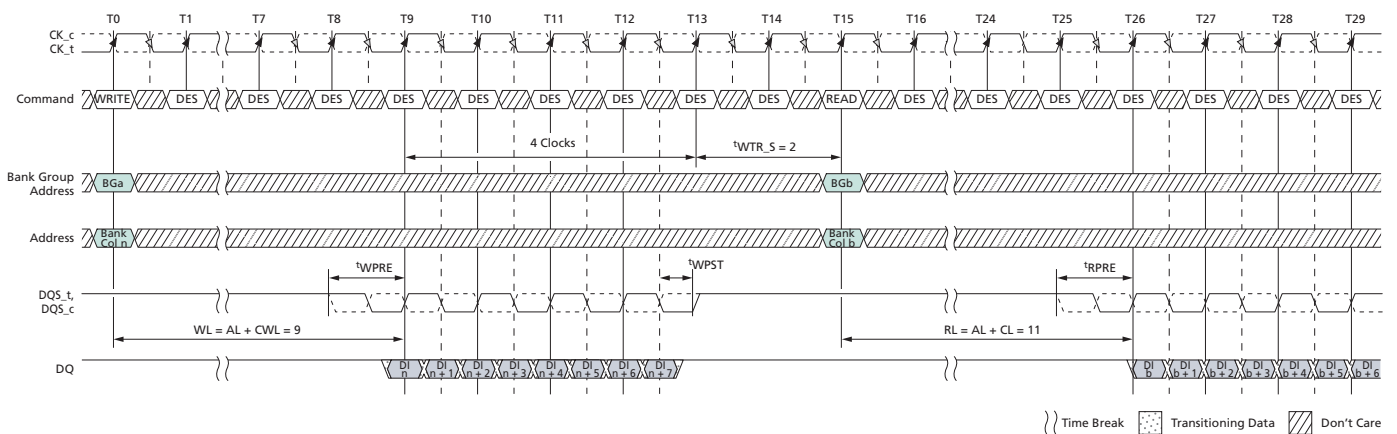 T0 T1 T7 T8 T9 T10 T11 T12 T13 T14 T15 T16 T24 T25 T26 T27 T28 T29
CK_c
CK_t
Command WRITE DES DES DES DES DES DES DES DES DES READ DES DES DES DES DES DES DES
4 Clocks tWTR_S = 2
Bank Group
Address BGa BGb
Address Bank
Col n Bank
Col b
tWPRE tWPST tRPRE
DQS_t,
DQS_c
WL = AL + CWL = 9 RL = AL + CL = 11
DQ DI
n DI
n + 1 DI
n + 2 DI
n + 3 DI
n + 4 DI
n + 5 DI
n + 6 DI
n + 7 DI
b DI
b + 1 DI
b + 2 DI
b + 3 DI
b + 4 DI
b + 5 DI
b + 6
Time Break Transitioning Data Don't Care